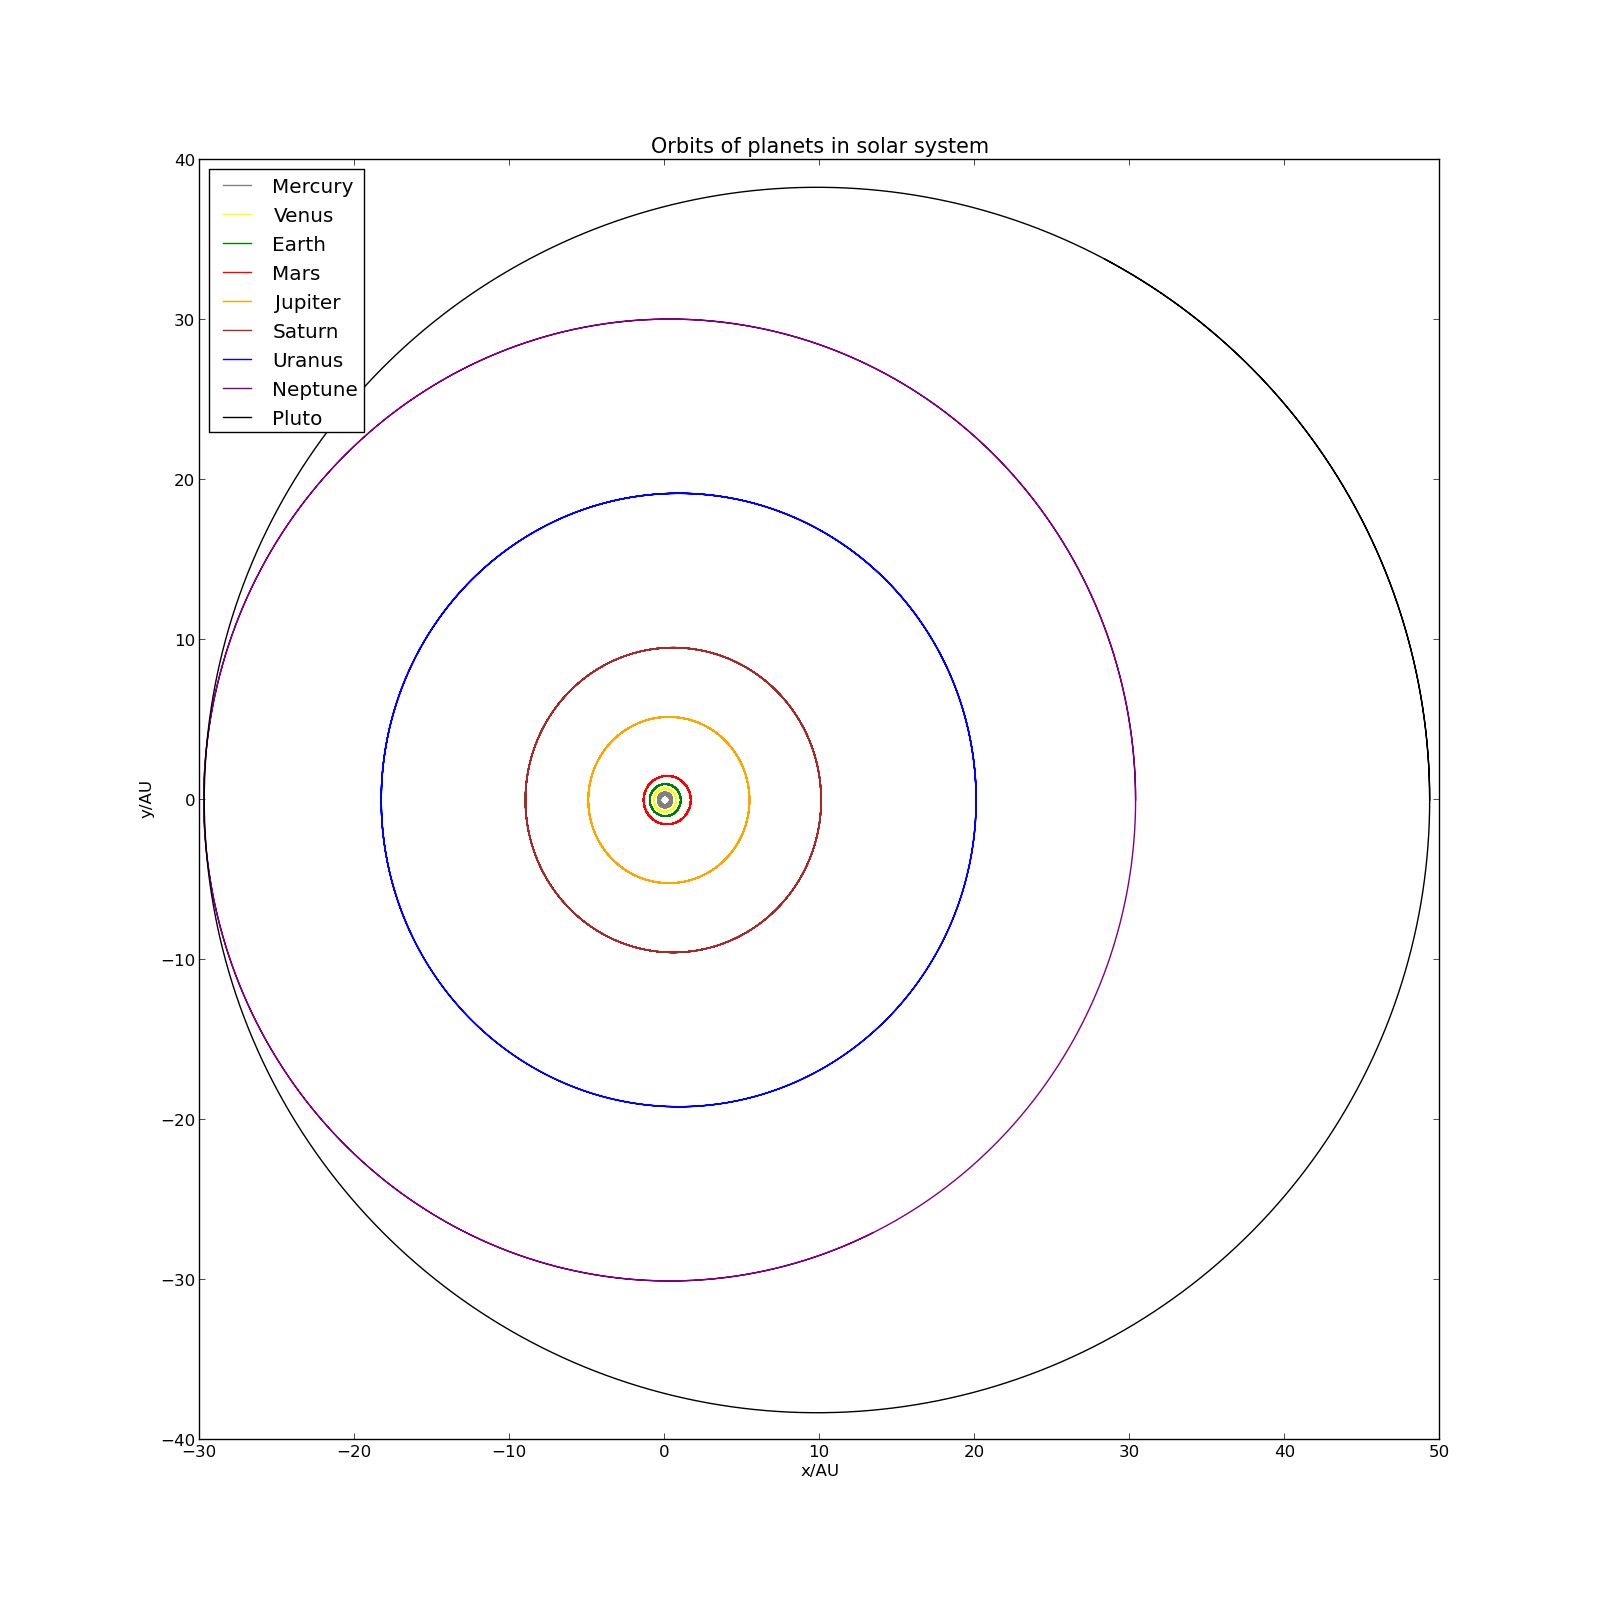 Orbits of planets in solar system
Mercury
Venus
Earth
Mars
Jupiter
Saturn
Uranus
Neptune
Pluto
40
30
20
10
0
−10
−20
−30
−40
y/AU
−30 −20 −10 0 10 20 30 40 50
x/AU